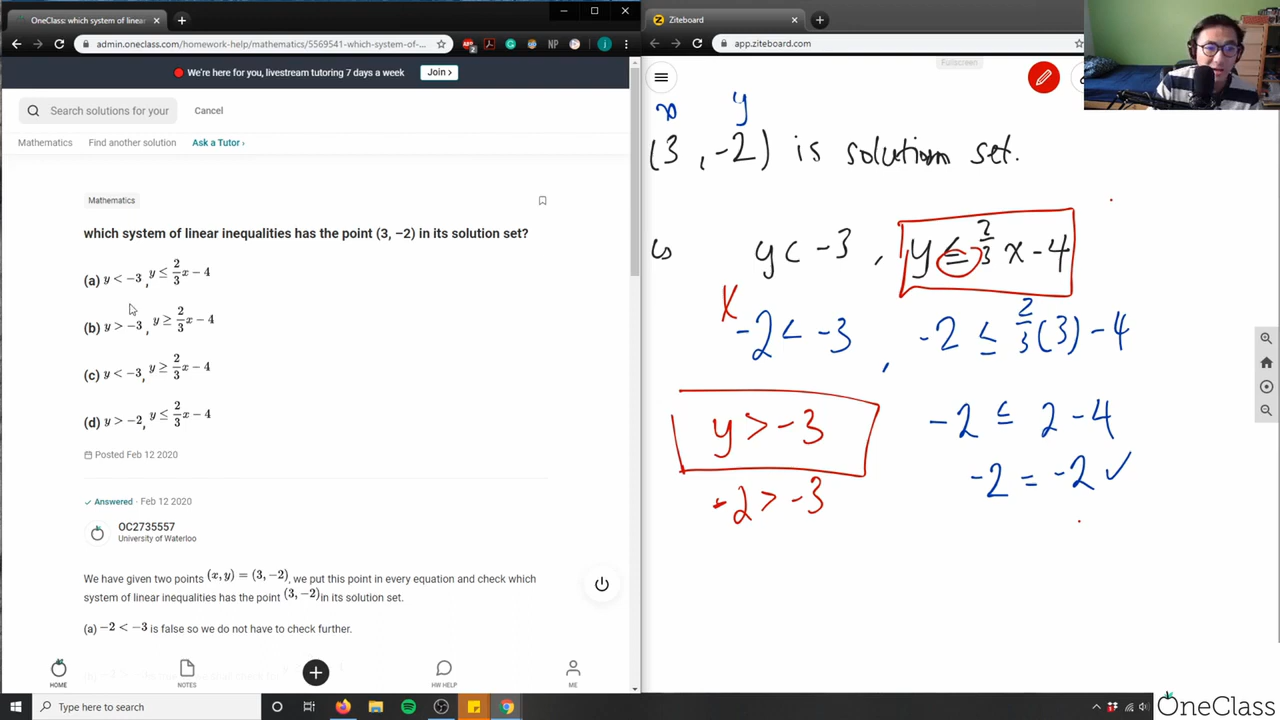 OneClass: which system of linear
admin.oneclass.com/homework-help/mathematics/5569541-which-system-of-...
We're here for you, livestream tutoring 7 days a week
Join ›
Search solutions for your
Cancel
Mathematics
Find another solution
Ask a Tutor ›
Mathematics
which system of linear inequalities has the point (3, −2) in its solution set?
(a) y < −3, y ≤ 2/3 x − 4
(b) y > −3, y ≥ 2/3 x − 4
(c) y < −3, y ≥ 2/3 x − 4
(d) y > −2, y ≤ 2/3 x − 4
Posted Feb 12 2020
Answered • Feb 12 2020
OC2735557
University of Waterloo
We have given two points (x, y) = (3, −2), we put this point in every equation and check which
system of linear inequalities has the point (3, −2) in its solution set.
(a) −2 < −3 is false so we do not have to check further.
HOME
NOTES
HW HELP
ME
Type here to search
Ziteboard
app.ziteboard.com
Fullscreen
x y
(3, -2) is solution set.
y < -3, y ≤ 2/3 x - 4
x
-2 < -3, -2 ≤ 2/3 (3) - 4
y > -3
-2 ≤ 2 - 4
-2 > -3
-2 = -2 ✓
OneClass